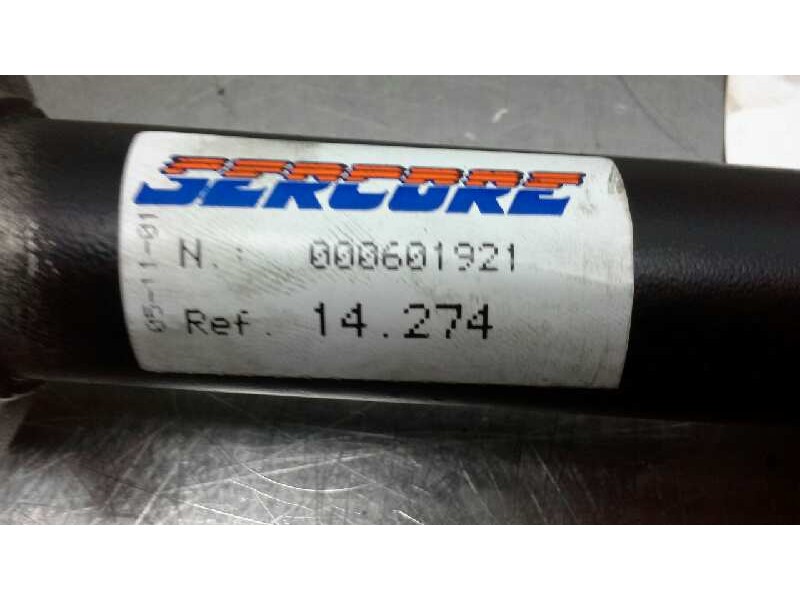 SERCORE
05-11-01
N.: 000601921
Ref. 14.274